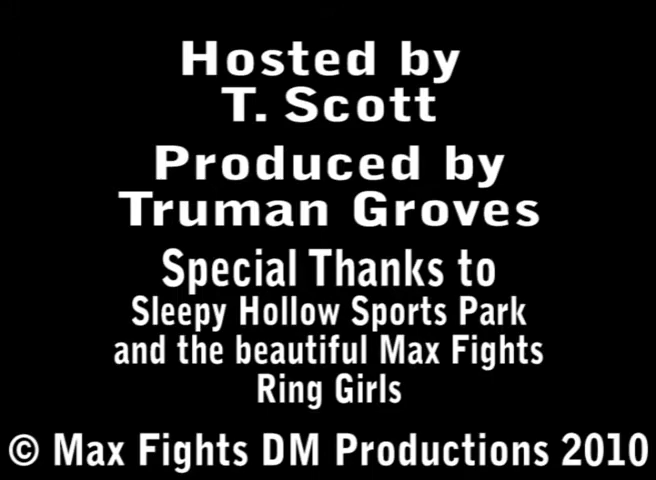 Hosted by
T. Scott
Produced by
Truman Groves
Special Thanks to
Sleepy Hollow Sports Park
and the beautiful Max Fights
Ring Girls
© Max Fights DM Productions 2010